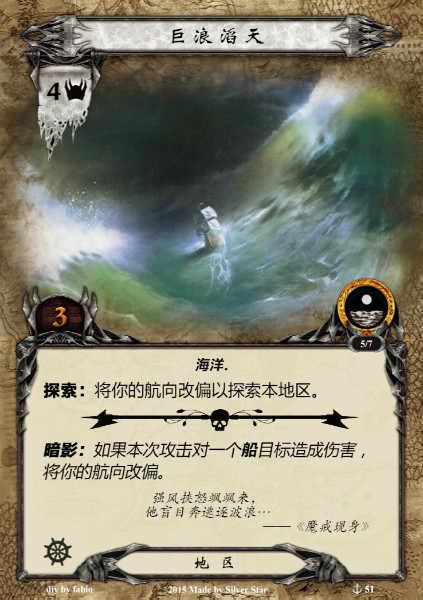 巨浪滔天
4
3
5/7
海洋.
探索：将你的航向改偏以探索本地区。
暗影：如果本次攻击对一个船目标造成伤害，
将你的航向改偏。
强风挟怒飒飒来，
他盲目奔逃逐波浪…
——《魔戒现身》
地区
diy by fabio
2015 Made by Silver Star
51